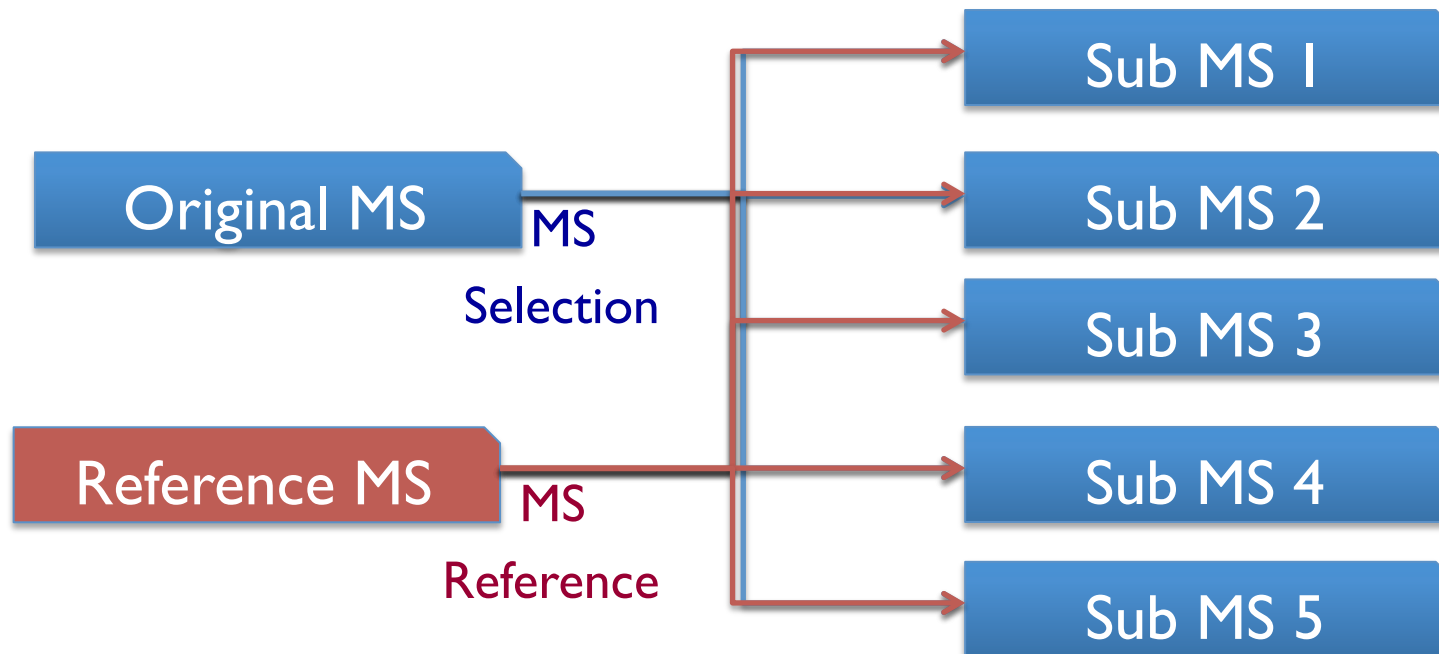 Sub MS 1
Original MS
MS
Selection
Sub MS 2
Sub MS 3
Reference MS
MS
Reference
Sub MS 4
Sub MS 5